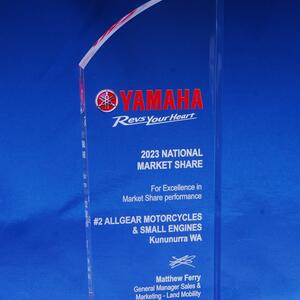 YAMAHA
Revs Your Heart
2023 NATIONAL
MARKET SHARE
For Excellence in
Market Share performance
#2 ALLGEAR MOTORCYCLES
& SMALL ENGINES
Kununurra WA
Matthew Ferry
General Manager Sales &
Marketing - Land Mobility